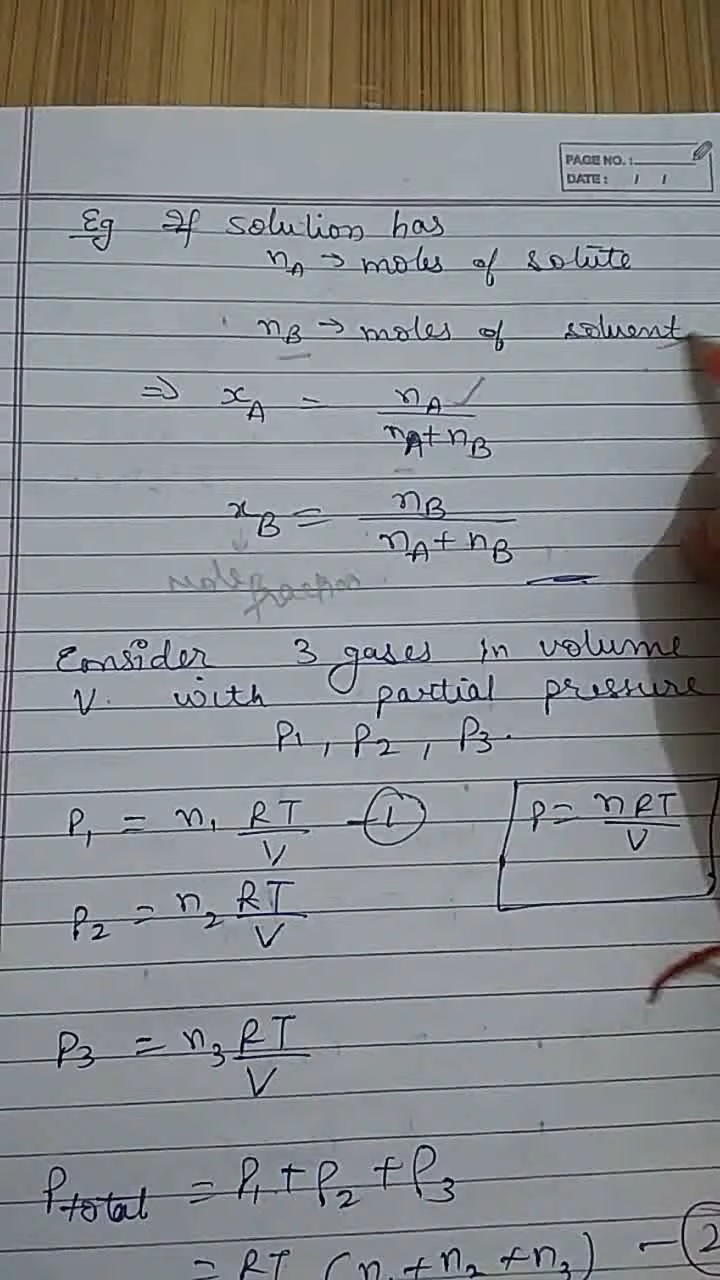 PAGE NO.:
DATE: / /
Eg If solution has
nA → moles of solute
nB → moles of solvent
⇒ xA = nA / (nA + nB) ✓
xB = nB / (nA + nB)
↓
mole fraction
Consider 3 gases in volume
V. with partial pressure
P1, P2, P3.
P1 = n1 RT/V - ①
P = nRT/V
P2 = n2 RT/V
P3 = n3 RT/V
Ptotal = P1 + P2 + P3
= RT (n1 + n2 + n3) - ②